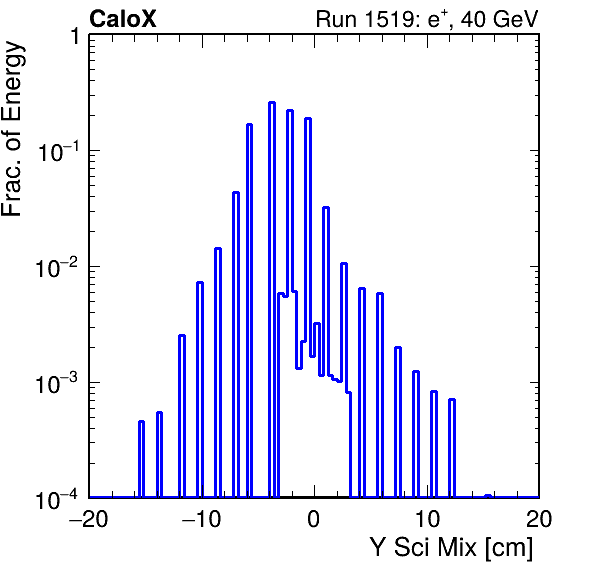 CaloX
Run 1519: e⁺, 40 GeV
Frac. of Energy
1
10⁻¹
10⁻²
10⁻³
10⁻⁴
−20
−10
0
10
20
Y Sci Mix [cm]